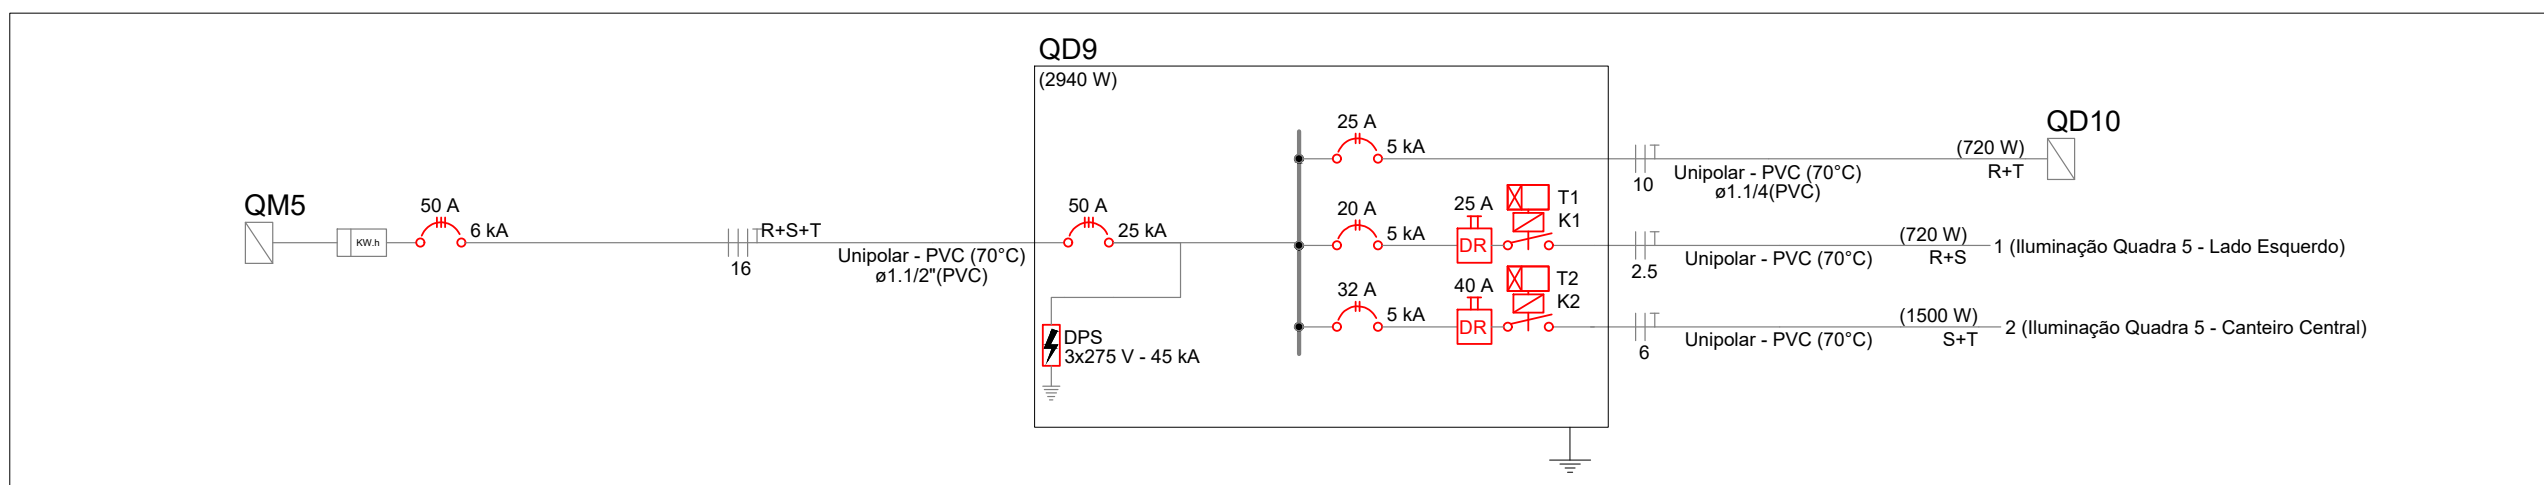 QM5
KW.h
50 A
6 kA
R+S+T
16
Unipolar - PVC (70°C)
ø1.1/2"(PVC)
QD9
(2940 W)
50 A
25 kA
DPS
3x275 V - 45 kA
25 A
5 kA
10
Unipolar - PVC (70°C)
ø1.1/4(PVC)
(720 W)
R+T
QD10
20 A
5 kA
25 A
DR
T1
K1
2.5
Unipolar - PVC (70°C)
(720 W)
R+S
1 (Iluminação Quadra 5 - Lado Esquerdo)
32 A
5 kA
40 A
DR
T2
K2
6
Unipolar - PVC (70°C)
(1500 W)
S+T
2 (Iluminação Quadra 5 - Canteiro Central)